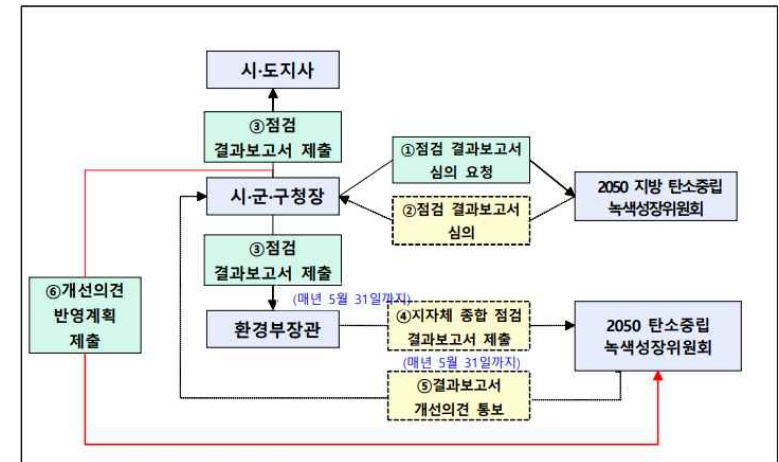 시·도지사
③점검
결과보고서 제출
①점검 결과보고서
심의 요청
시·군·구청장
2050 지방 탄소중립
녹색성장위원회
②점검 결과보고서
심의
③점검
결과보고서 제출
⑥개선의견
반영계획
제출
(매년 5월 31일까지)
환경부장관
④지자체 종합 점검
결과보고서 제출
2050 탄소중립
녹색성장위원회
(매년 5월 31일까지)
⑤결과보고서
개선의견 통보